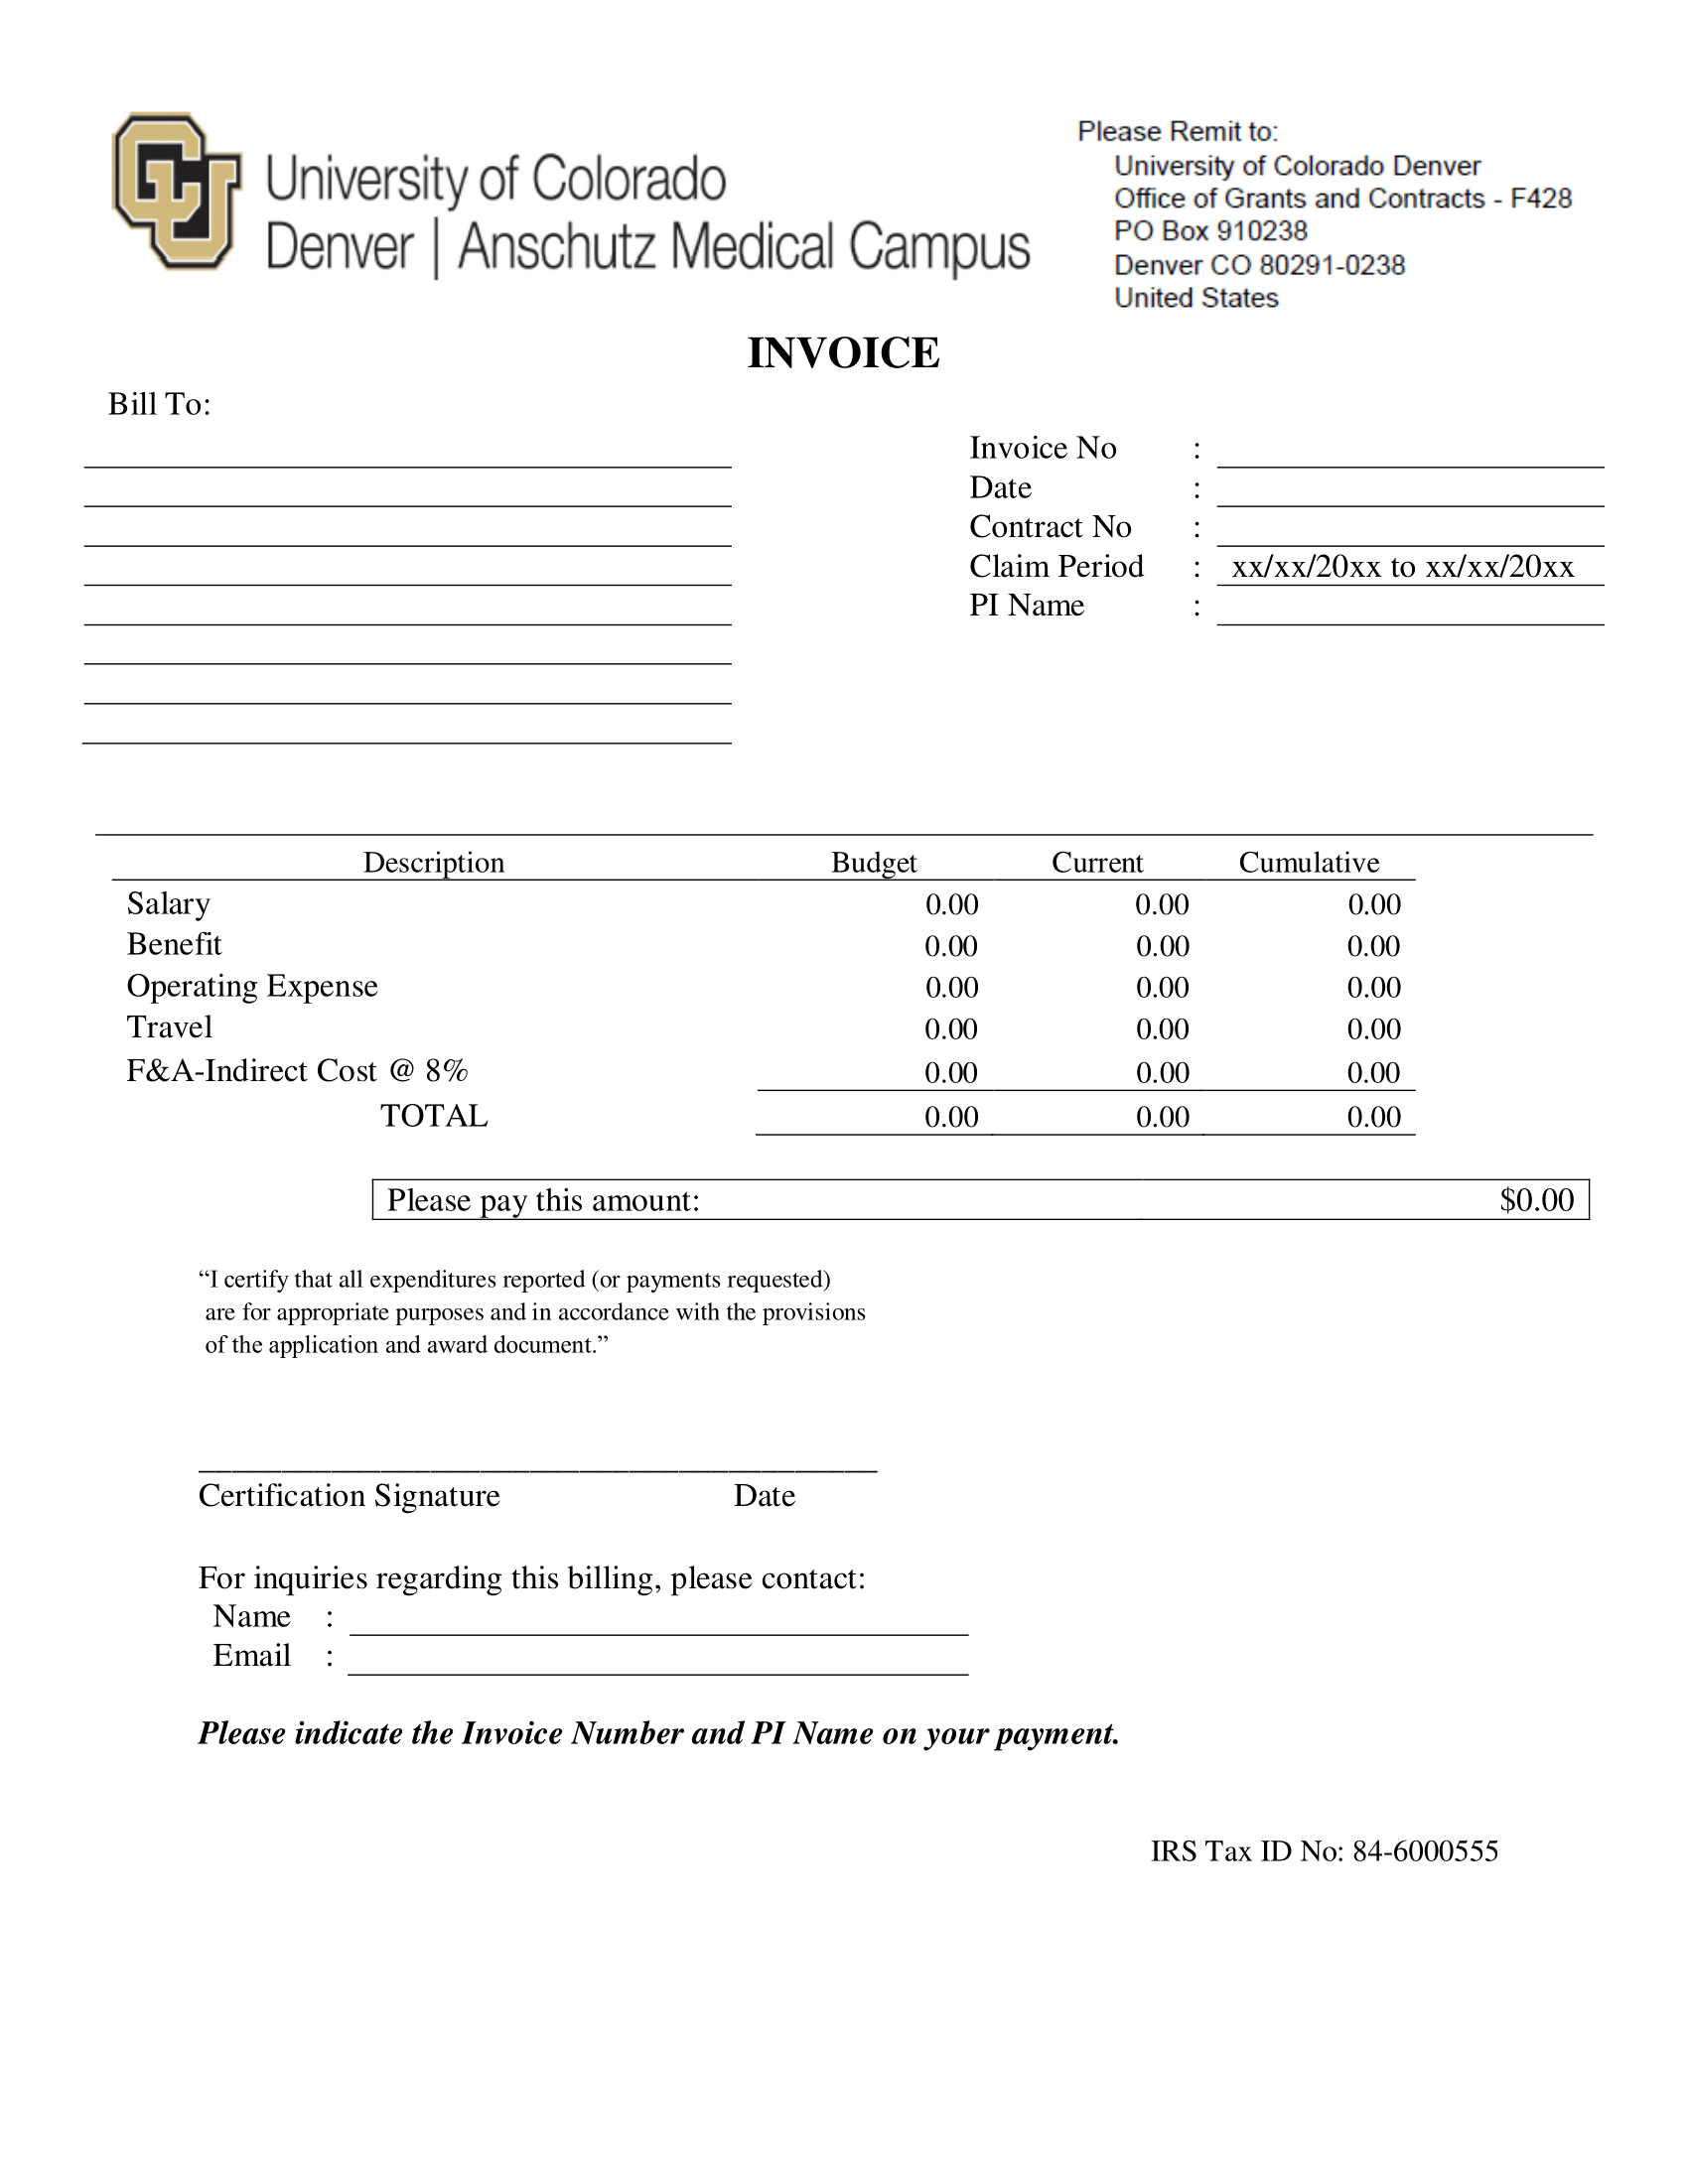 CU
University of Colorado
Denver | Anschutz Medical Campus
Please Remit to:
University of Colorado Denver
Office of Grants and Contracts - F428
PO Box 910238
Denver CO 80291-0238
United States
INVOICE
Bill To:
Invoice No :
Date :
Contract No :
Claim Period : xx/xx/20xx to xx/xx/20xx
PI Name :
Description Budget Current Cumulative
Salary 0.00 0.00 0.00
Benefit 0.00 0.00 0.00
Operating Expense 0.00 0.00 0.00
Travel 0.00 0.00 0.00
F&A-Indirect Cost @ 8% 0.00 0.00 0.00
TOTAL 0.00 0.00 0.00
Please pay this amount: $0.00
“I certify that all expenditures reported (or payments requested)
are for appropriate purposes and in accordance with the provisions
of the application and award document.”
Certification Signature Date
For inquiries regarding this billing, please contact:
Name :
Email :
Please indicate the Invoice Number and PI Name on your payment.
IRS Tax ID No: 84-6000555